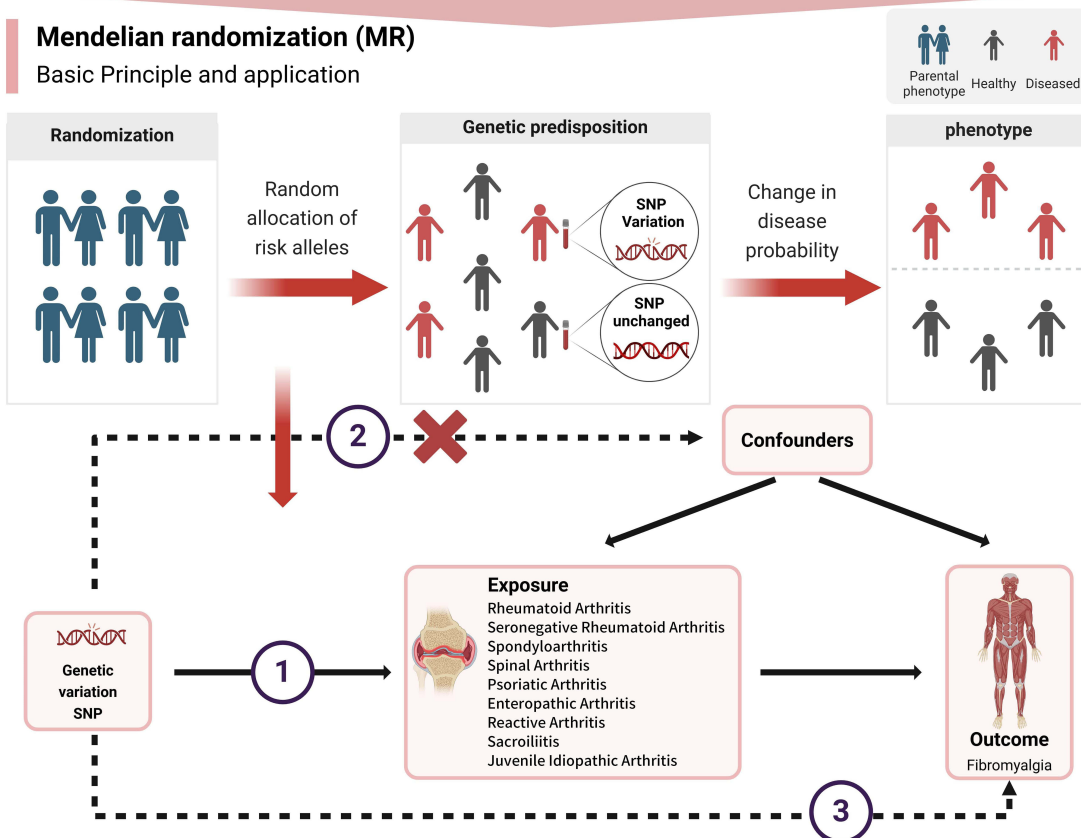 Mendelian randomization (MR)
Basic Principle and application
Parental
phenotype
Healthy
Diseased
Randomization
Random
allocation of
risk alleles
Genetic predisposition
SNP
Variation
SNP
unchanged
Change in
disease
probability
phenotype
2
Confounders
Genetic
variation
SNP
1
Exposure
Rheumatoid Arthritis
Seronegative Rheumatoid Arthritis
Spondyloarthritis
Spinal Arthritis
Psoriatic Arthritis
Enteropathic Arthritis
Reactive Arthritis
Sacroiliitis
Juvenile Idiopathic Arthritis
Outcome
Fibromyalgia
3